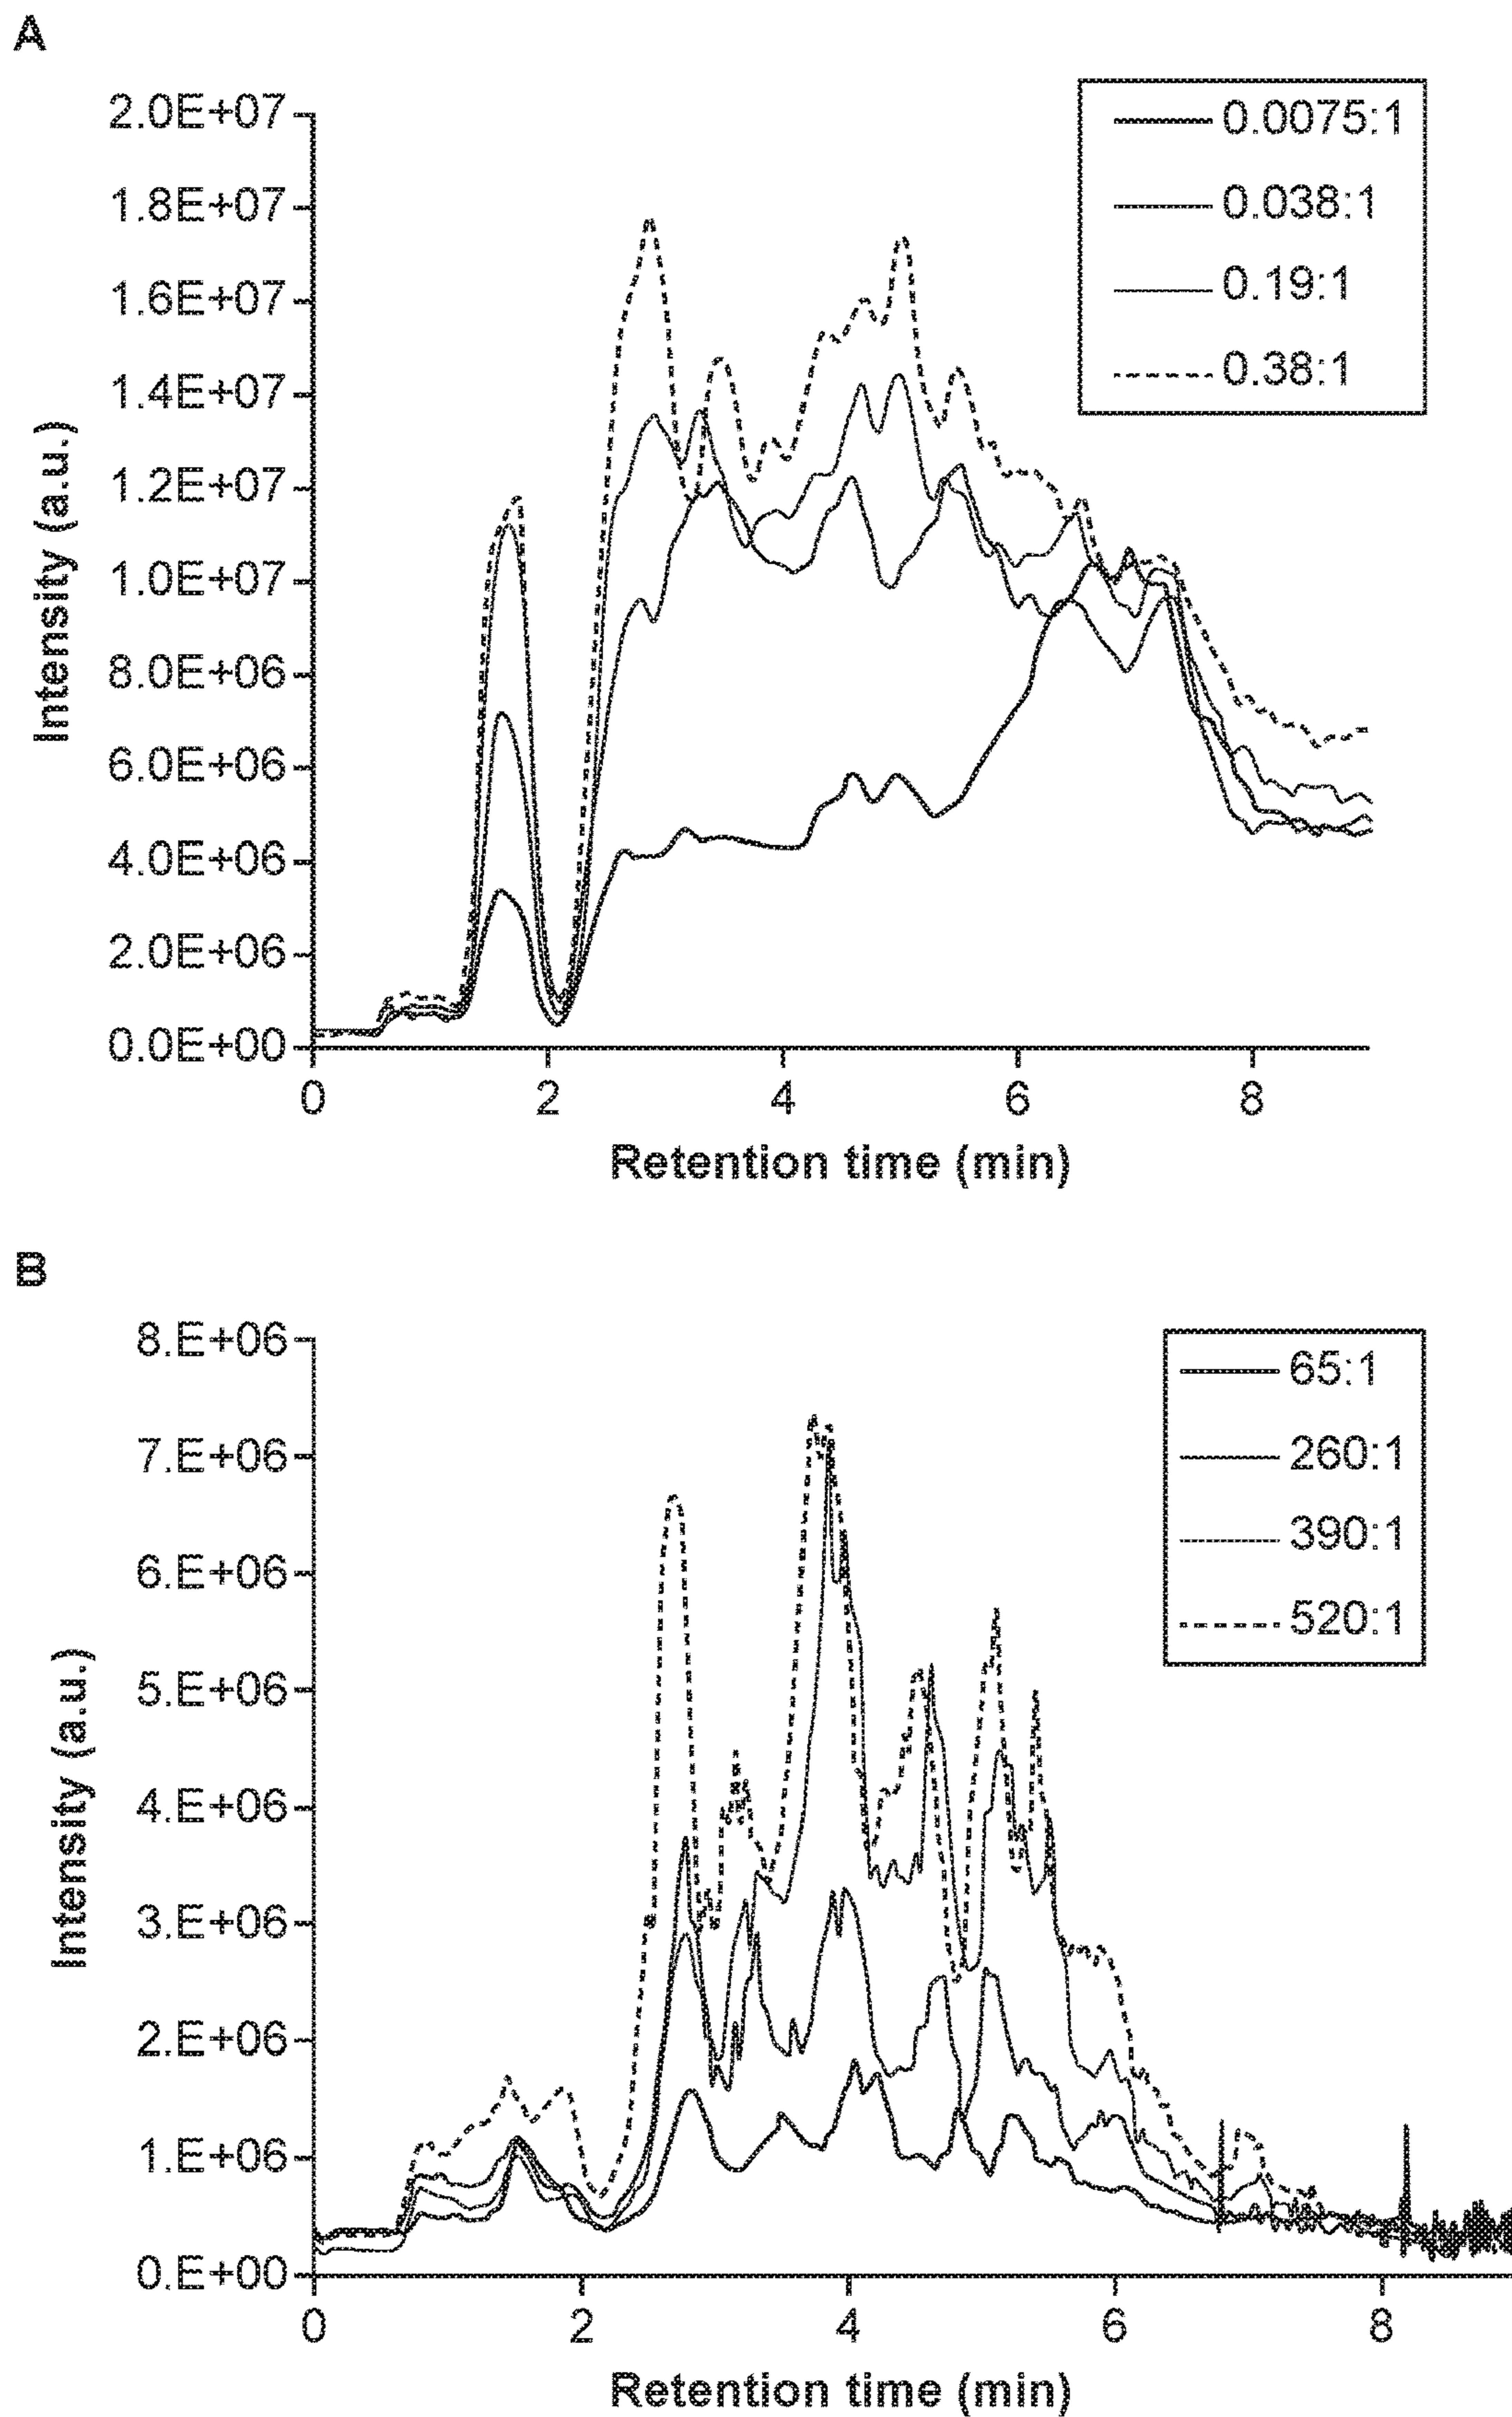 A
2.0E+07
1.8E+07
1.6E+07
1.4E+07
1.2E+07
1.0E+07
8.0E+06
6.0E+06
4.0E+06
2.0E+06
0.0E+00
Intensity (a.u.)
0 2 4 6 8
Retention time (min)
0.0075:1
0.038:1
0.19:1
0.38:1
B
8.E+06
7.E+06
6.E+06
5.E+06
4.E+06
3.E+06
2.E+06
1.E+06
0.E+00
Intensity (a.u.)
0 2 4 6 8
Retention time (min)
65:1
260:1
390:1
520:1